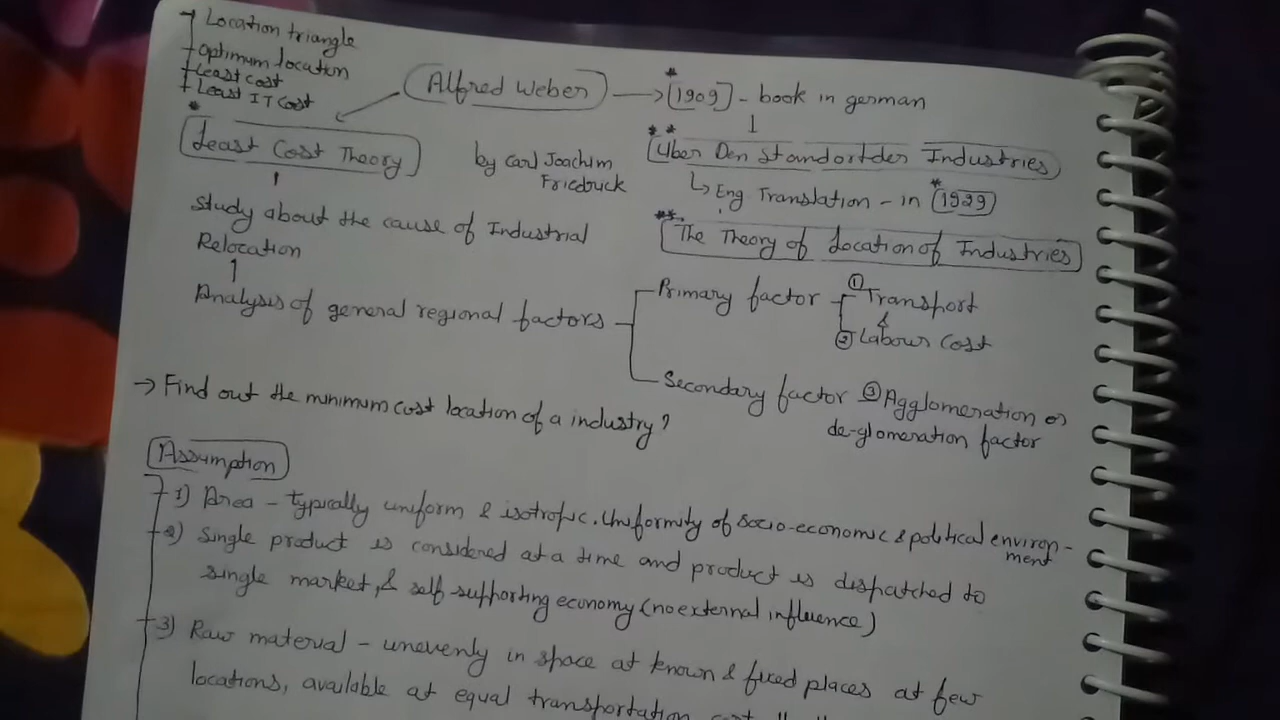 Location triangle
optimum location
Least cost
Least IT Cost
Alfred Weber
[1909] - book in german
Least Cost Theory
by Carl Joachim
Friedruck
Uber Den Standortder Industries
Eng Translation - in 1929
The Theory of Location of Industries
Study about the cause of Industrial
Relocation
Analysis of general regional factors
Primary factor ① Transport
&
② Labour Cost
Secondary factor ③ Agglomeration or
de-glomeration factor
→ Find out the minimum cost location of a industry?
Assumption
1) Area - typically uniform & isotrofic. Uniformity of socio-economic & political environ-
ment
2) Single product is considered at a time and product is dispatched to
single market, & self supporting economy (no external influence)
3) Raw material - unevenly in space at known & fixed places at few
locations, available at equal transportation cost